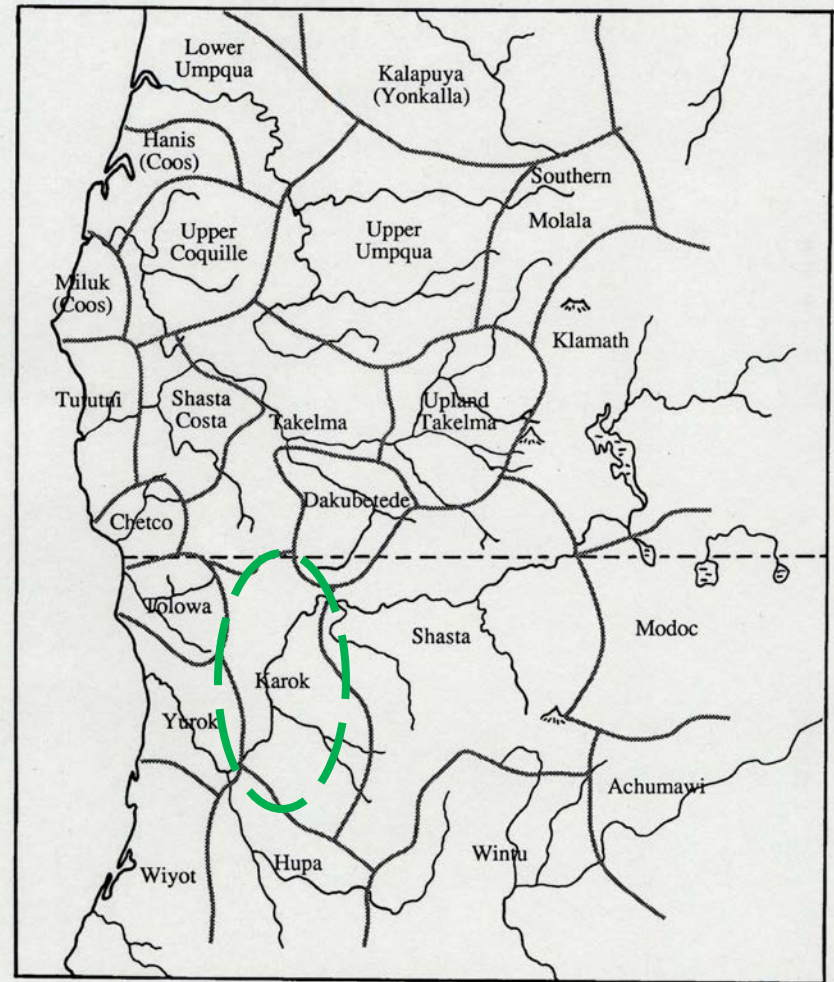 Lower
Umpqua
Kalapuya
(Yonkalla)
Hanis
(Coos)
Southern
Molala
Upper
Coquille
Upper
Umpqua
Miluk
(Coos)
Klamath
Tututni
Shasta
Costa
Takelma
Upland
Takelma
Dakubetede
Chetco
Tolowa
Shasta
Modoc
Karok
Yurok
Achumawi
Wiyot
Hupa
Wintu